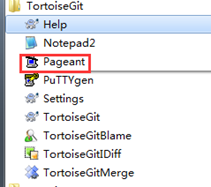 TortoiseGit
Help
Notepad2
Pageant
PuTTYgen
Settings
TortoiseGit
TortoiseGitBlame
TortoiseGitIDiff
TortoiseGitMerge